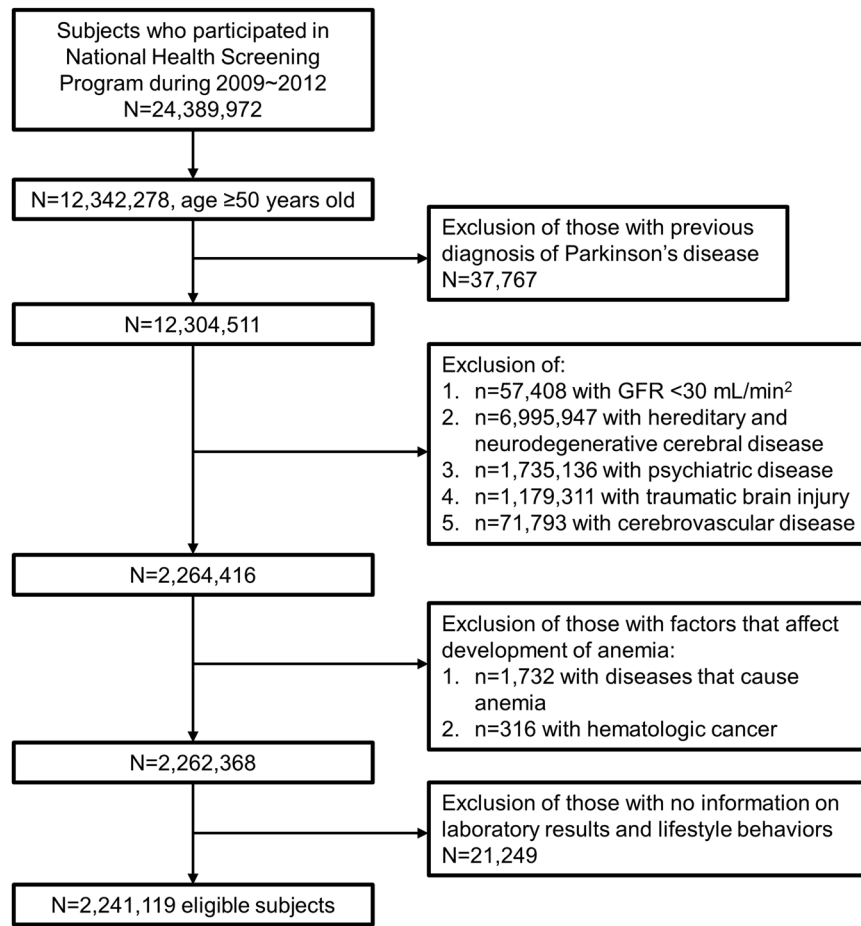 Subjects who participated in
National Health Screening
Program during 2009~2012
N=24,389,972
N=12,342,278, age ≥50 years old
Exclusion of those with previous
diagnosis of Parkinson's disease
N=37,767
N=12,304,511
Exclusion of:
1. n=57,408 with GFR <30 mL/min²
2. n=6,995,947 with hereditary and
neurodegenerative cerebral disease
3. n=1,735,136 with psychiatric disease
4. n=1,179,311 with traumatic brain injury
5. n=71,793 with cerebrovascular disease
N=2,264,416
Exclusion of those with factors that affect
development of anemia:
1. n=1,732 with diseases that cause
anemia
2. n=316 with hematologic cancer
N=2,262,368
Exclusion of those with no information on
laboratory results and lifestyle behaviors
N=21,249
N=2,241,119 eligible subjects